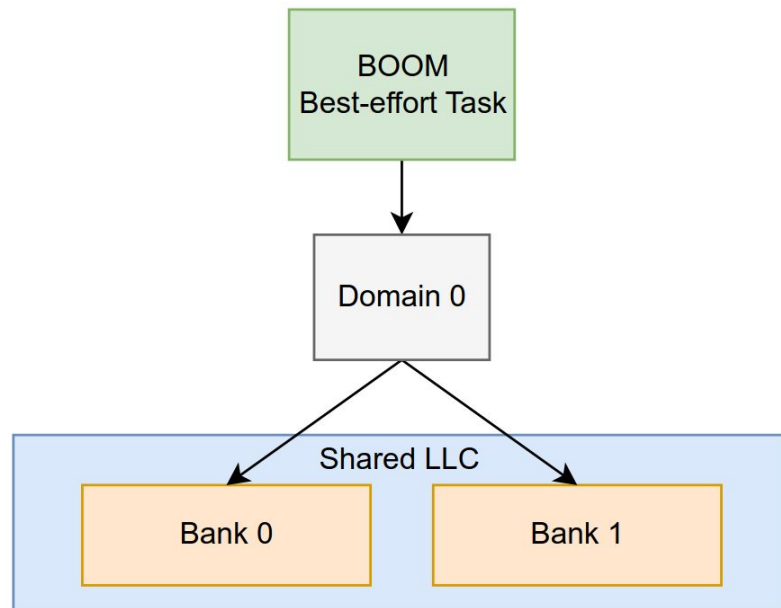 BOOM
Best-effort Task
Domain 0
Shared LLC
Bank 0
Bank 1